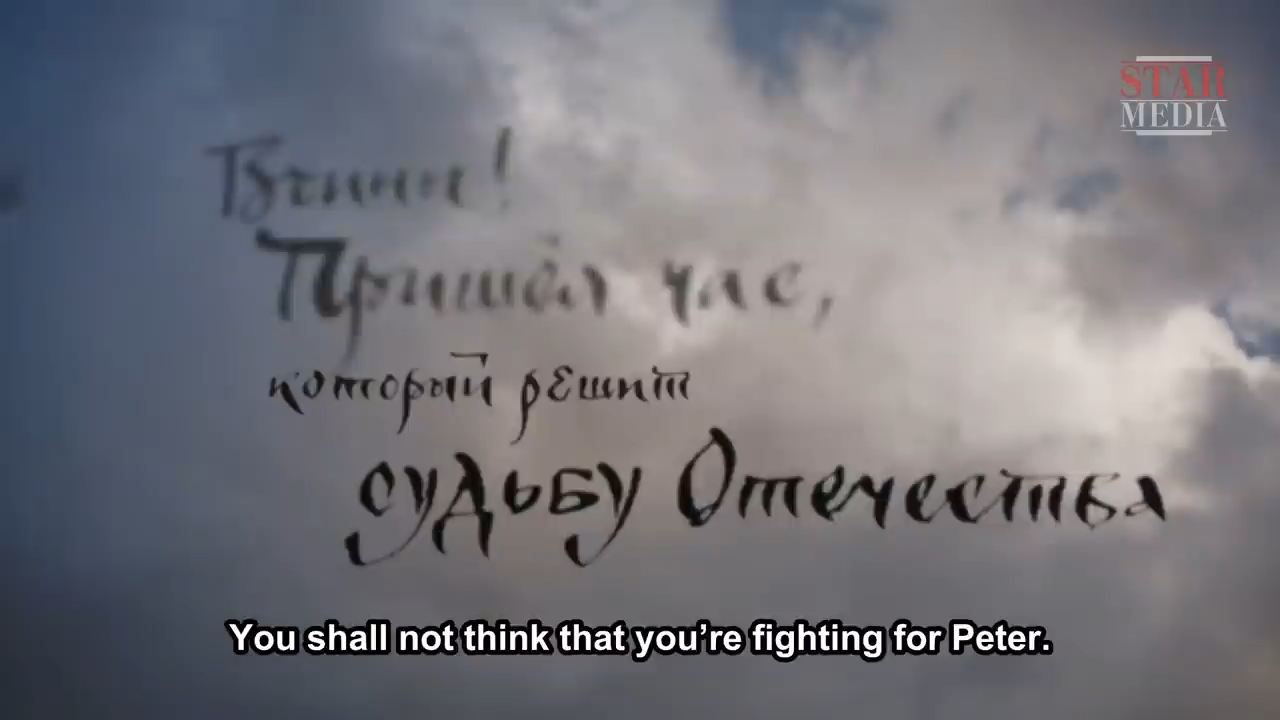 STAR
MEDIA
Воины!
Пришёл час,
который решит
судьбу Отечества
You shall not think that you’re fighting for Peter.